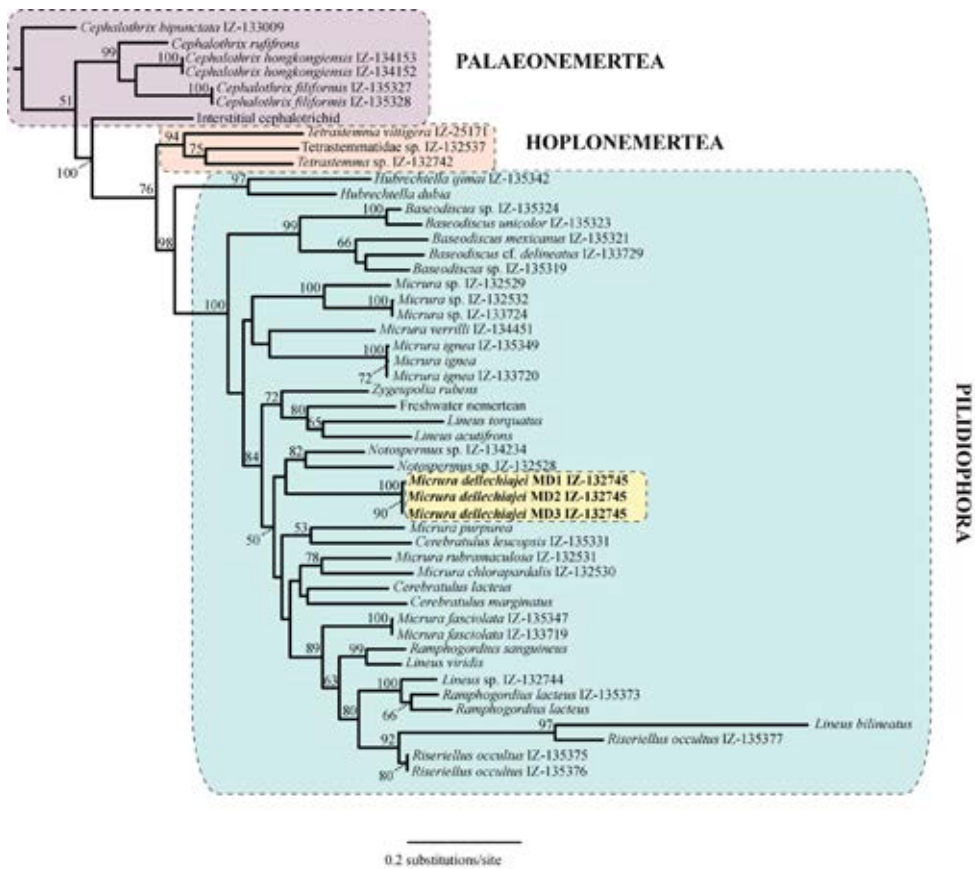 Cephalothrix bipunctata IZ-133009
Cephalothrix rufifrons
99
100
Cephalothrix hongkongiensis IZ-134153
Cephalothrix hongkongiensis IZ-134152
PALAEONEMERTEA
100
Cephalothrix filiformis IZ-135327
Cephalothrix filiformis IZ-135328
51
Interstitial cephalotrichid
94
Tetrastemma vittigera IZ-25171
HOPLONEMERTEA
75
Tetrastemmatidae sp. IZ-132537
Tetrastemma sp. IZ-132742
100
97
Hubrechtella ijimai IZ-135342
76
Hubrechtella dubia
100
Baseodiscus sp. IZ-135324
99
Baseodiscus unicolor IZ-135323
Baseodiscus mexicanus IZ-135321
98
66
Baseodiscus cf. delineatus IZ-133729
Baseodiscus sp. IZ-135319
100
Micrura sp. IZ-132529
100
100
Micrura sp. IZ-132532
Micrura sp. IZ-133724
Micrura verrilli IZ-134451
100
Micrura ignea IZ-135349
Micrura ignea
72
Micrura ignea IZ-133720
72
Zygeupolia rubens
80
Freshwater nemertean
65
Lineus torquatus
Lineus acutifrons
82
Notospermus sp. IZ-134234
84
Notospermus sp. IZ-132528
100
Micrura dellechiajei MD1 IZ-132745
Micrura dellechiajei MD2 IZ-132745
90
Micrura dellechiajei MD3 IZ-132745
PILIDIOPHORA
53
Micrura purpurea
50
Cerebratulus leucopsis IZ-135331
78
Micrura rubramaculosa IZ-132531
Micrura chlorapardalis IZ-132530
Cerebratulus lacteus
Cerebratulus marginatus
100
Micrura fasciolata IZ-135347
Micrura fasciolata IZ-133719
89
99
Ramphogordius sanguineus
Lineus viridis
63
100
Lineus sp. IZ-132744
Ramphogordius lacteus IZ-135373
80
66
Ramphogordius lacteus
97
Lineus bilineatus
92
Riseriellus occultus IZ-135377
Riseriellus occultus IZ-135375
80
Riseriellus occultus IZ-135376
0.2 substitutions/site